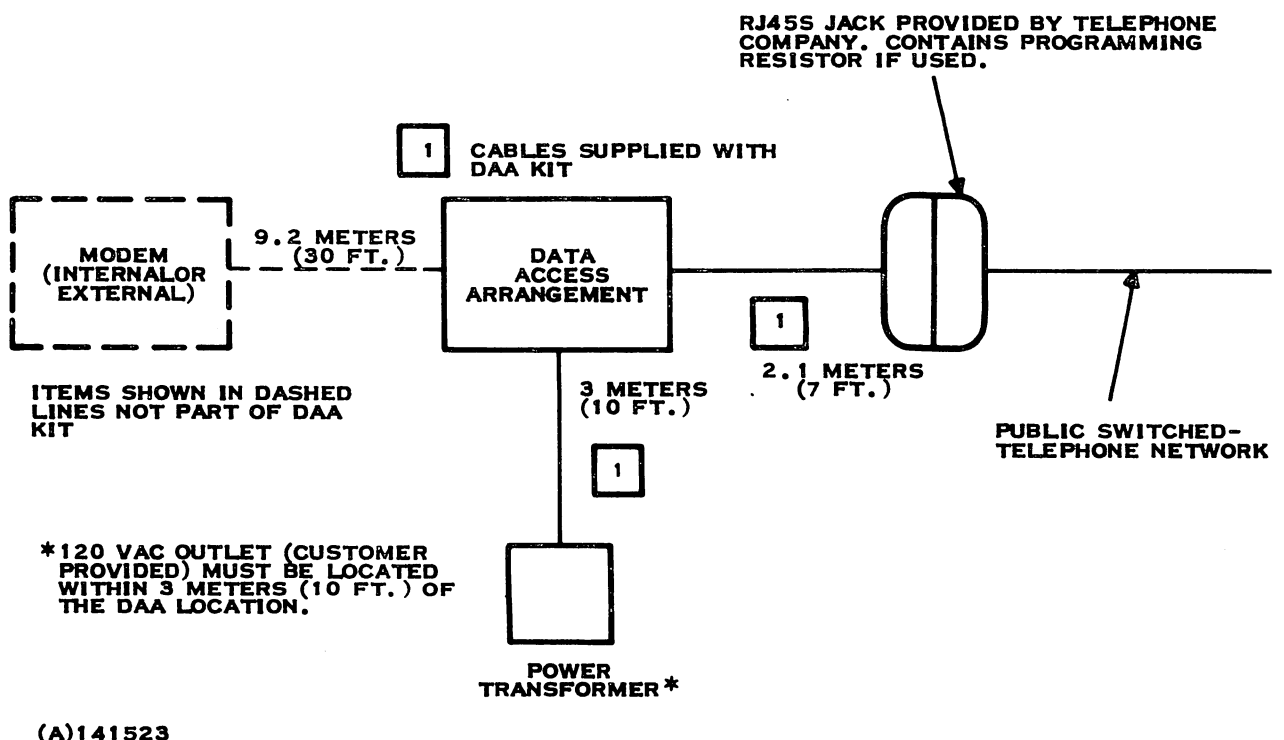 RJ45S JACK PROVIDED BY TELEPHONE
COMPANY. CONTAINS PROGRAMMING
RESISTOR IF USED.
1
CABLES SUPPLIED WITH
DAA KIT
MODEM
(INTERNALOR
EXTERNAL)
9.2 METERS
(30 FT.)
DATA
ACCESS
ARRANGEMENT
1
2.1 METERS
(7 FT.)
ITEMS SHOWN IN DASHED
LINES NOT PART OF DAA
KIT
3 METERS
(10 FT.)
1
PUBLIC SWITCHED-
TELEPHONE NETWORK
*120 VAC OUTLET (CUSTOMER
PROVIDED) MUST BE LOCATED
WITHIN 3 METERS (10 FT.) OF
THE DAA LOCATION.
POWER
TRANSFORMER*
(A)141523